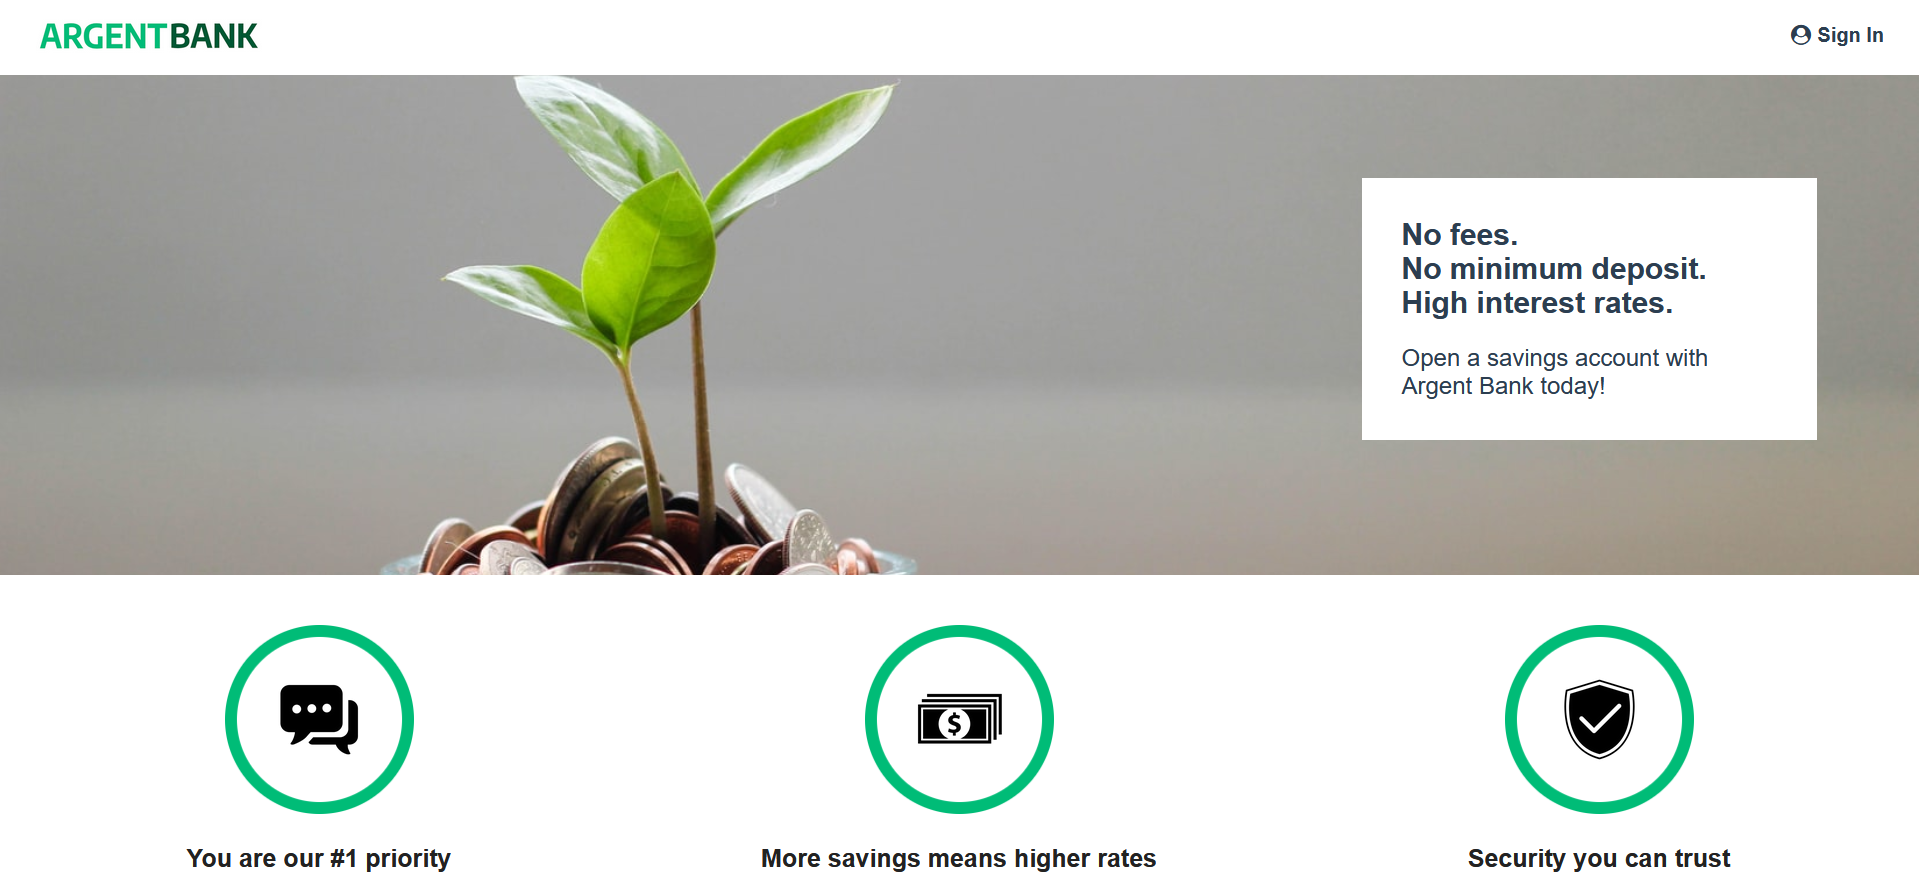 ARGENTBANK
Sign In
No fees.
No minimum deposit.
High interest rates.
Open a savings account with
Argent Bank today!
$
You are our #1 priority
More savings means higher rates
Security you can trust